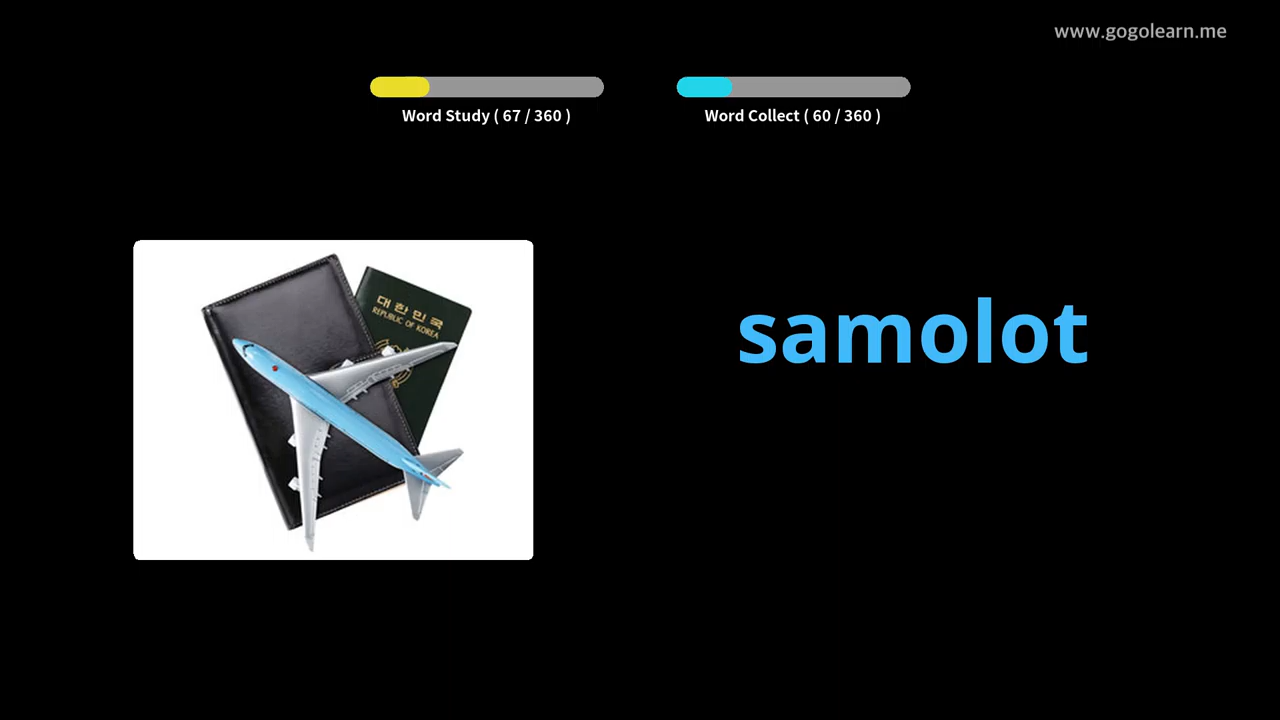 www.gogolearn.me
Word Study ( 67 / 360 )
Word Collect ( 60 / 360 )
대한민국
REPUBLIC OF KOREA
samolot